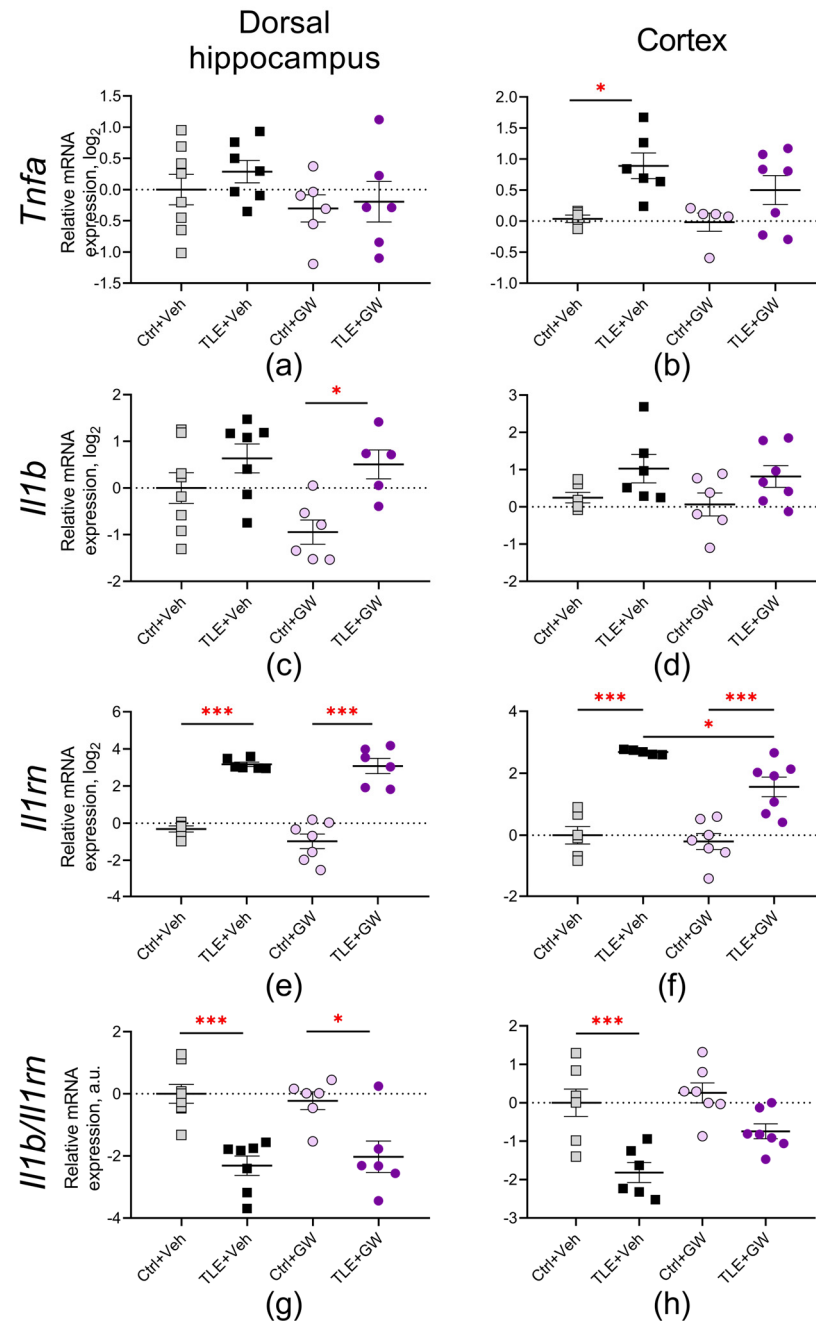 Dorsal
hippocampus
Cortex
Tnfa
Relative mRNA
expression, log2
1.5
1.0
0.5
0.0
-0.5
-1.0
-1.5
Ctrl+Veh
TLE+Veh
Ctrl+GW
TLE+GW
(a)
*
2.0
1.5
1.0
0.5
0.0
-0.5
-1.0
Ctrl+Veh
TLE+Veh
Ctrl+GW
TLE+GW
(b)
Il1b
Relative mRNA
expression, log2
*
2
1
0
-1
-2
Ctrl+Veh
TLE+Veh
Ctrl+GW
TLE+GW
(c)
3
2
1
0
-1
-2
Ctrl+Veh
TLE+Veh
Ctrl+GW
TLE+GW
(d)
Il1rn
Relative mRNA
expression, log2
*** ***
6
4
2
0
-2
-4
Ctrl+Veh
TLE+Veh
Ctrl+GW
TLE+GW
(e)
*** ***
*
4
2
0
-2
Ctrl+Veh
TLE+Veh
Ctrl+GW
TLE+GW
(f)
Il1b/Il1rn
Relative mRNA
expression, a.u.
*** *
2
0
-2
-4
Ctrl+Veh
TLE+Veh
Ctrl+GW
TLE+GW
(g)
***
2
1
0
-1
-2
-3
Ctrl+Veh
TLE+Veh
Ctrl+GW
TLE+GW
(h)